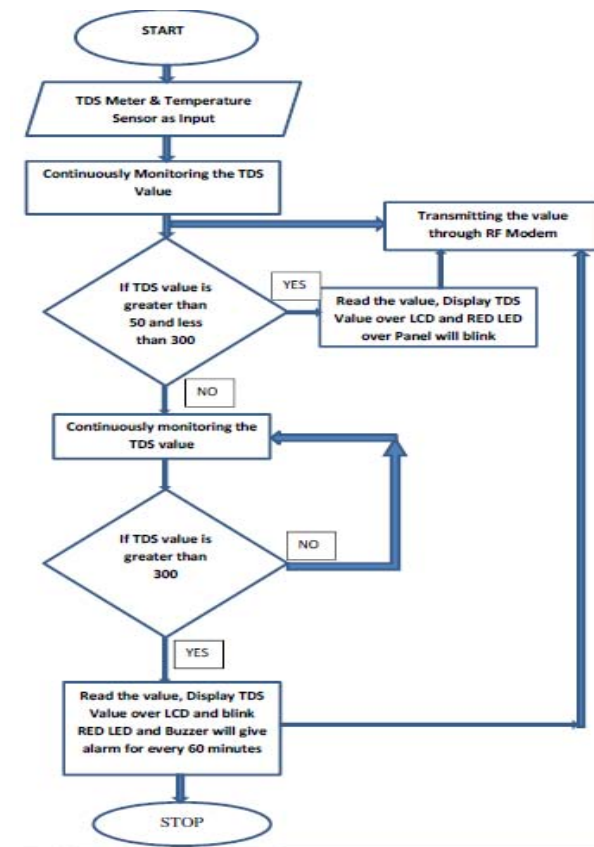 START
TDS Meter & Temperature
Sensor as Input
Continuously Monitoring the TDS
Value
Transmitting the value
through RF Modem
If TDS value is
greater than
50 and less
than 300
YES
Read the value, Display TDS
Value over LCD and RED LED
over Panel will blink
NO
Continuously monitoring the
TDS value
If TDS value is
greater than
300
NO
YES
Read the value, Display TDS
Value over LCD and blink
RED LED and Buzzer will give
alarm for every 60 minutes
STOP